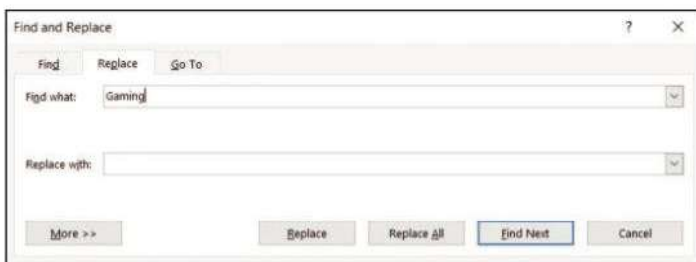 Find and Replace ? X
Find Replace Go To
Find what: Gaming
Replace with:
More >> Replace Replace All Find Next Cancel